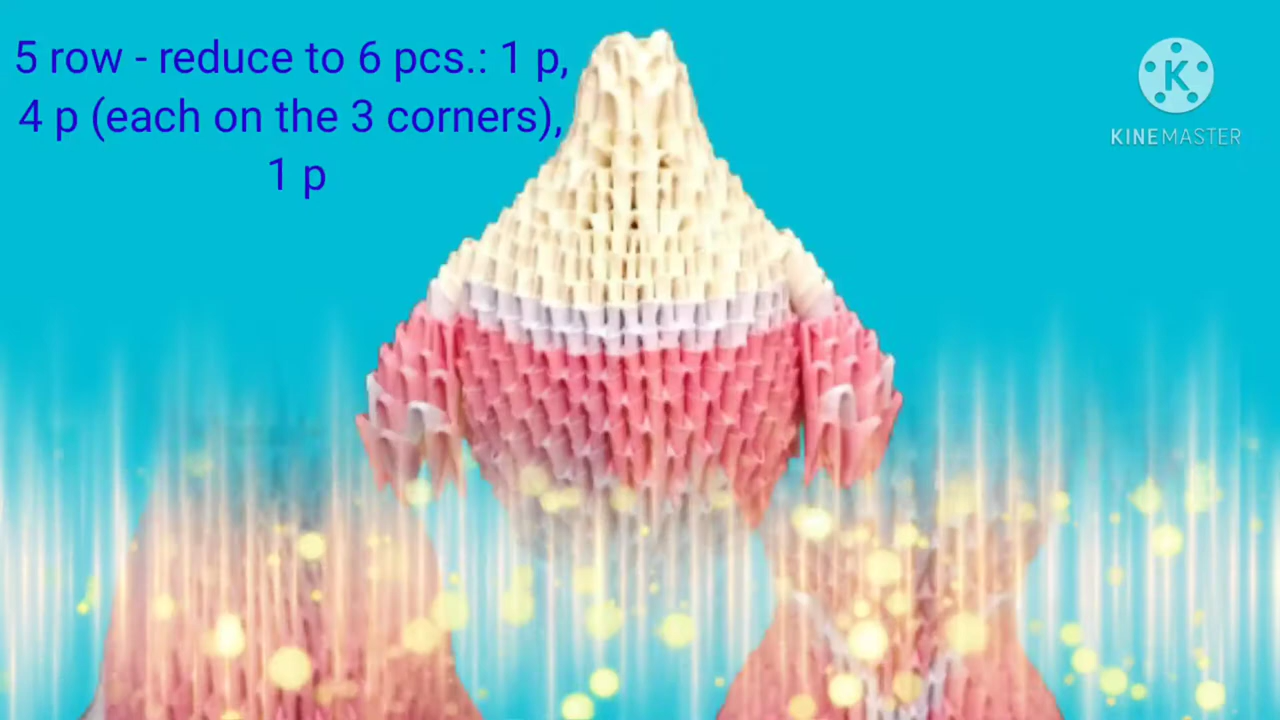 5 row - reduce to 6 pcs.: 1 p,
4 p (each on the 3 corners),
1 p
K
KINEMASTER